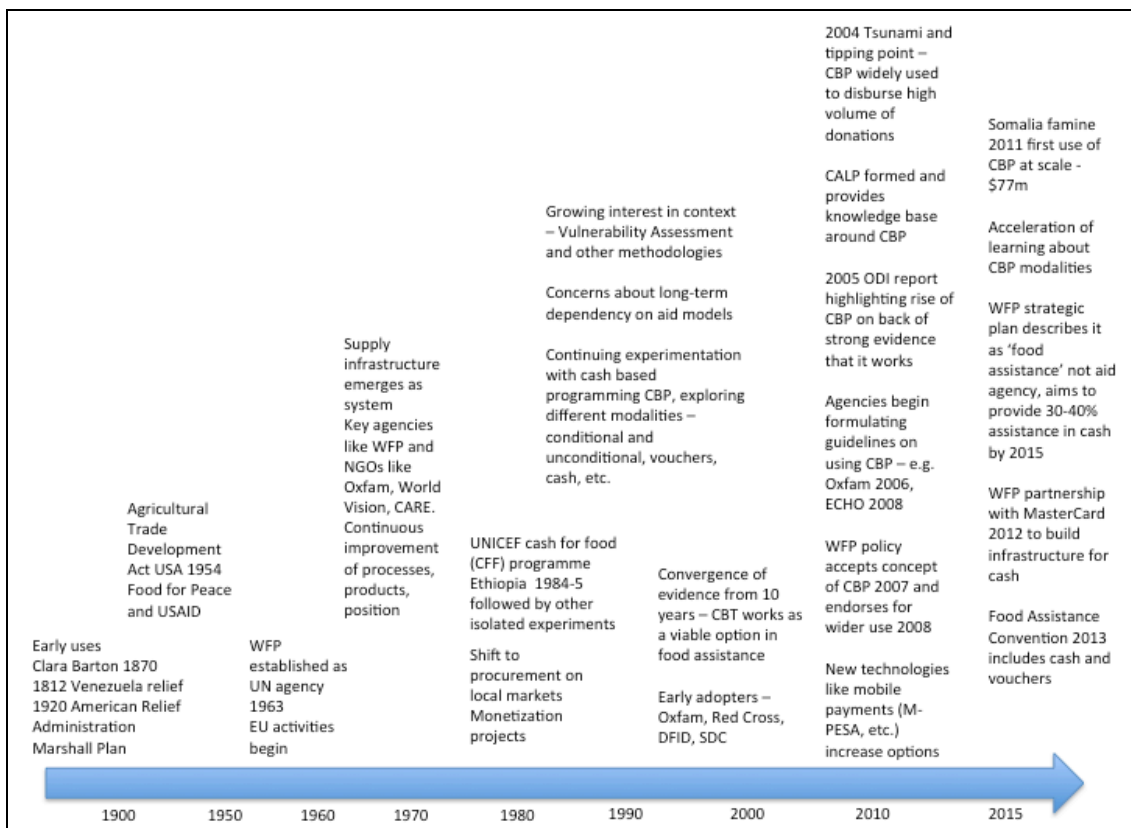 Early uses
Clara Barton 1870
1812 Venezuela relief
1920 American Relief
Administration
Marshall Plan
Agricultural
Trade
Development
Act USA 1954
Food for Peace
and USAID
WFP
established as
UN agency
1963
EU activities
begin
Supply
infrastructure
emerges as
system
Key agencies
like WFP and
NGOs like
Oxfam, World
Vision, CARE.
Continuous
improvement
of processes,
products,
position
UNICEF cash for food
(CFF) programme
Ethiopia 1984-5
followed by other
isolated experiments
Shift to
procurement on
local markets
Monetization
projects
Growing interest in context
– Vulnerability Assessment
and other methodologies
Concerns about long-term
dependency on aid models
Continuing experimentation
with cash based
programming CBP, exploring
different modalities –
conditional and
unconditional, vouchers,
cash, etc.
Convergence of
evidence from 10
years – CBT works as
a viable option in
food assistance
Early adopters –
Oxfam, Red Cross,
DFID, SDC
2004 Tsunami and
tipping point –
CBP widely used
to disburse high
volume of
donations
CALP formed and
provides
knowledge base
around CBP
2005 ODI report
highlighting rise of
CBP on back of
strong evidence
that it works
Agencies begin
formulating
guidelines on
using CBP – e.g.
Oxfam 2006,
ECHO 2008
WFP policy
accepts concept
of CBP 2007 and
endorses for
wider use 2008
New technologies
like mobile
payments (M-
PESA, etc.)
increase options
Somalia famine
2011 first use of
CBP at scale -
$77m
Acceleration of
learning about
CBP modalities
WFP strategic
plan describes it
as ‘food
assistance’ not aid
agency, aims to
provide 30-40%
assistance in cash
by 2015
WFP partnership
with MasterCard
2012 to build
infrastructure for
cash
Food Assistance
Convention 2013
includes cash and
vouchers
1900
1950
1960
1970
1980
1990
2000
2010
2015